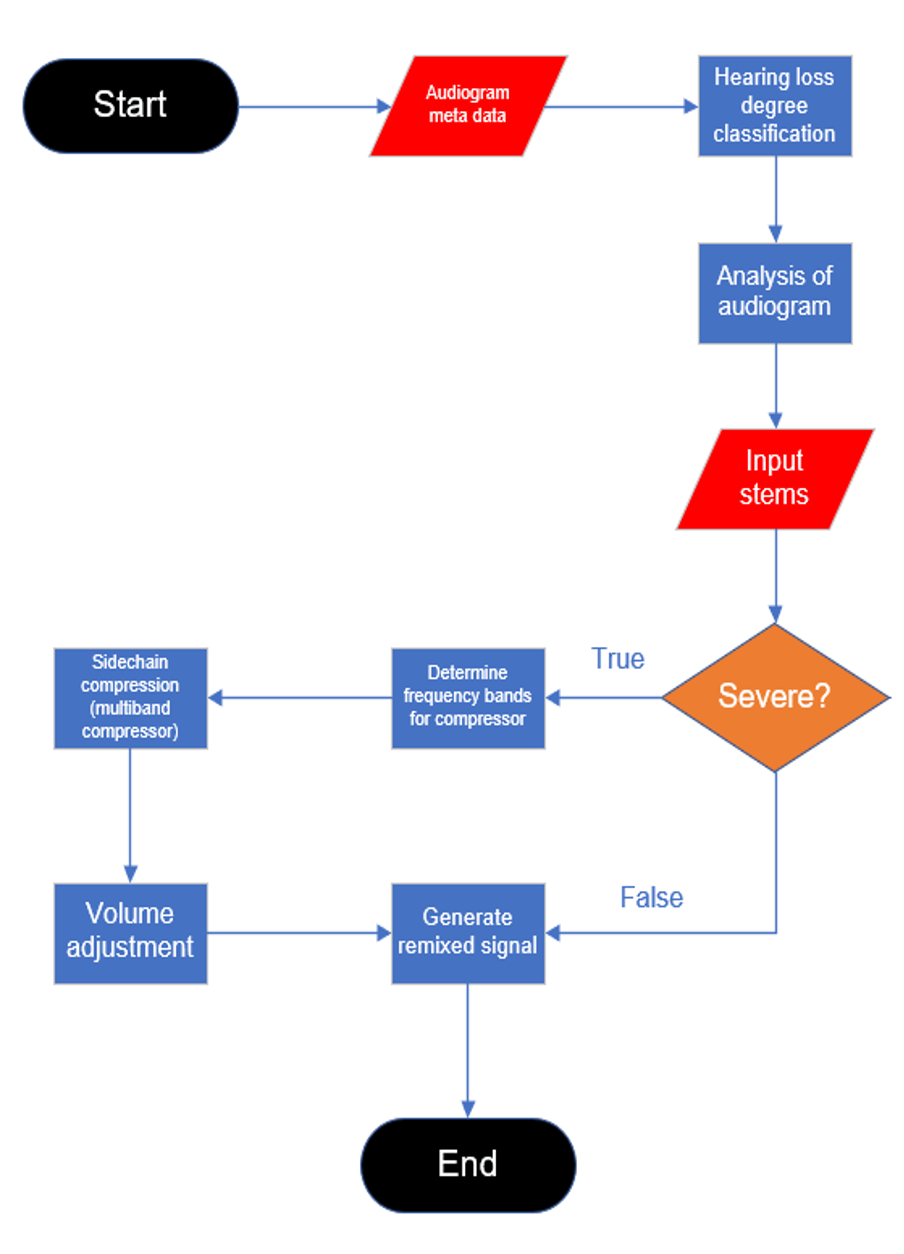 Start
Audiogram
meta data
Hearing loss
degree
classification
Analysis of
audiogram
Input
stems
Severe?
True
Determine
frequency bands
for compressor
Sidechain
compression
(multiband
compressor)
Volume
adjustment
Generate
remixed signal
False
End